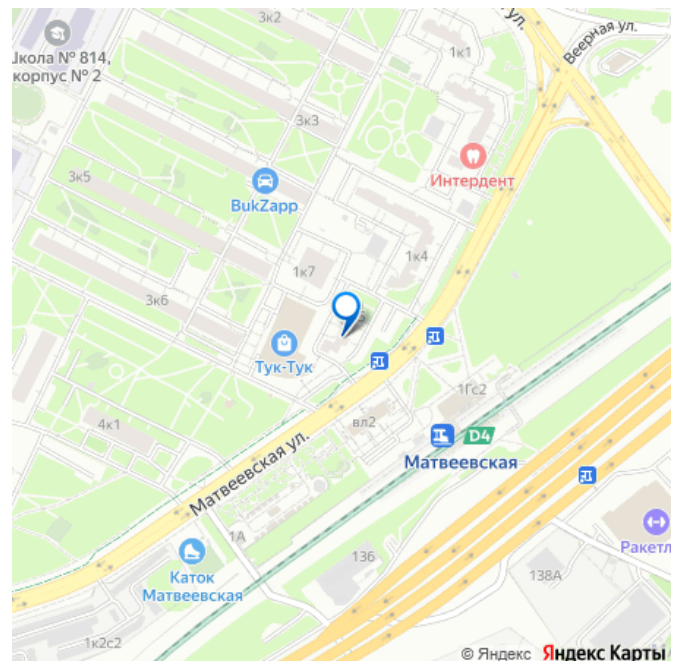 3к2
ул.
Веерная ул.
1к1
Школа № 814,
корпус № 2
3к3
Интердент
3к5
BukZapp
1к4
1к7
3к6
Тук-Тук
1Гс2
вл2
D4
4к1
Матвеевская
Матвеевская ул.
1А
136
Ракетл
138А
Каток
Матвеевская
1к2с2
© Яндекс Яндекс Карты